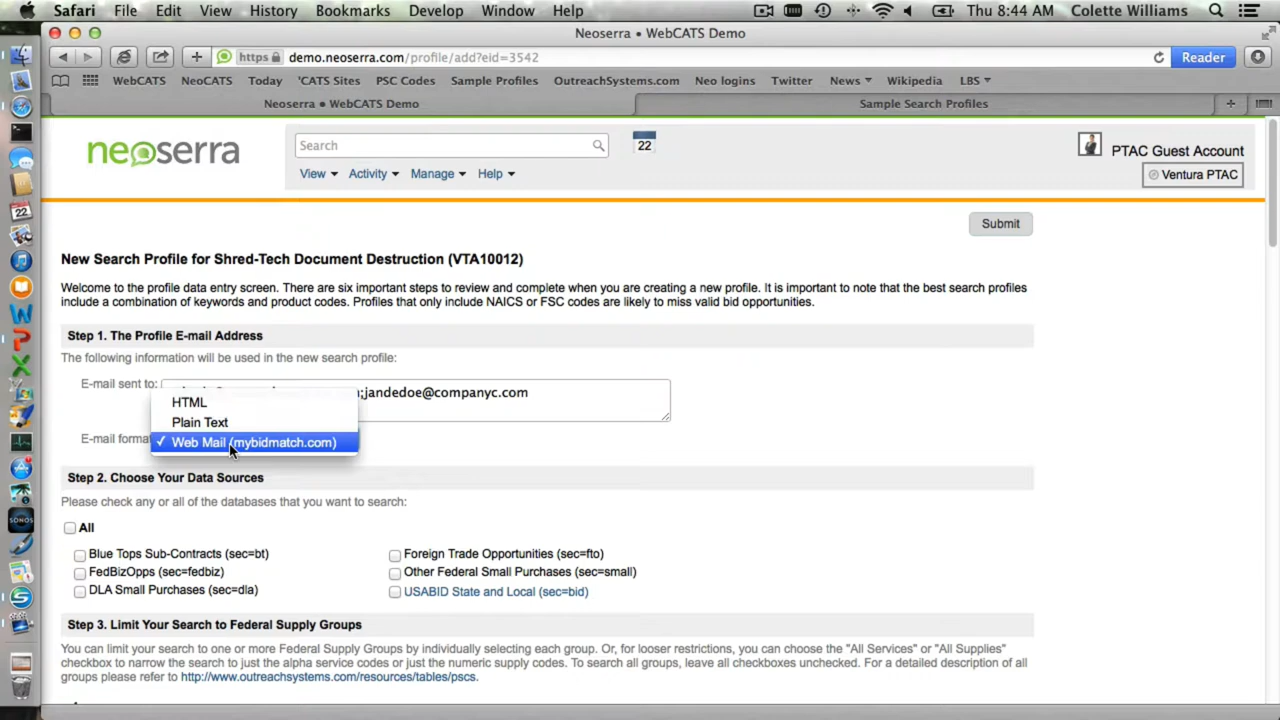 Safari File Edit View History Bookmarks Develop Window Help Thu 8:44 AM Colette Williams
Neoserra • WebCATS Demo
https demo.neoserra.com/profile/add?eid=3542 Reader
WebCATS NeoCATS Today 'CATS Sites PSC Codes Sample Profiles OutreachSystems.com Neo logins Twitter News Wikipedia LBS
Neoserra • WebCATS Demo Sample Search Profiles
neoserra Search 22 PTAC Guest Account
View Activity Manage Help Ventura PTAC
Submit
New Search Profile for Shred-Tech Document Destruction (VTA10012)
Welcome to the profile data entry screen. There are six important steps to review and complete when you are creating a new profile. It is important to note that the best search profiles
include a combination of keywords and product codes. Profiles that only include NAICS or FSC codes are likely to miss valid bid opportunities.
Step 1. The Profile E-mail Address
The following information will be used in the new search profile:
E-mail sent to: ;jandedoe@companyc.com
HTML
Plain Text
E-mail format Web Mail (mybidmatch.com)
Step 2. Choose Your Data Sources
Please check any or all of the databases that you want to search:
All
Blue Tops Sub-Contracts (sec=bt) Foreign Trade Opportunities (sec=fto)
FedBizOpps (sec=fedbiz) Other Federal Small Purchases (sec=small)
DLA Small Purchases (sec=dla) USABID State and Local (sec=bid)
Step 3. Limit Your Search to Federal Supply Groups
You can limit your search to one or more Federal Supply Groups by individually selecting each group. Or, for looser restrictions, you can choose the "All Services" or "All Supplies"
checkbox to narrow the search to just the alpha service codes or just the numeric supply codes. To search all groups, leave all checkboxes unchecked. For a detailed description of all
groups please refer to http://www.outreachsystems.com/resources/tables/pscs.